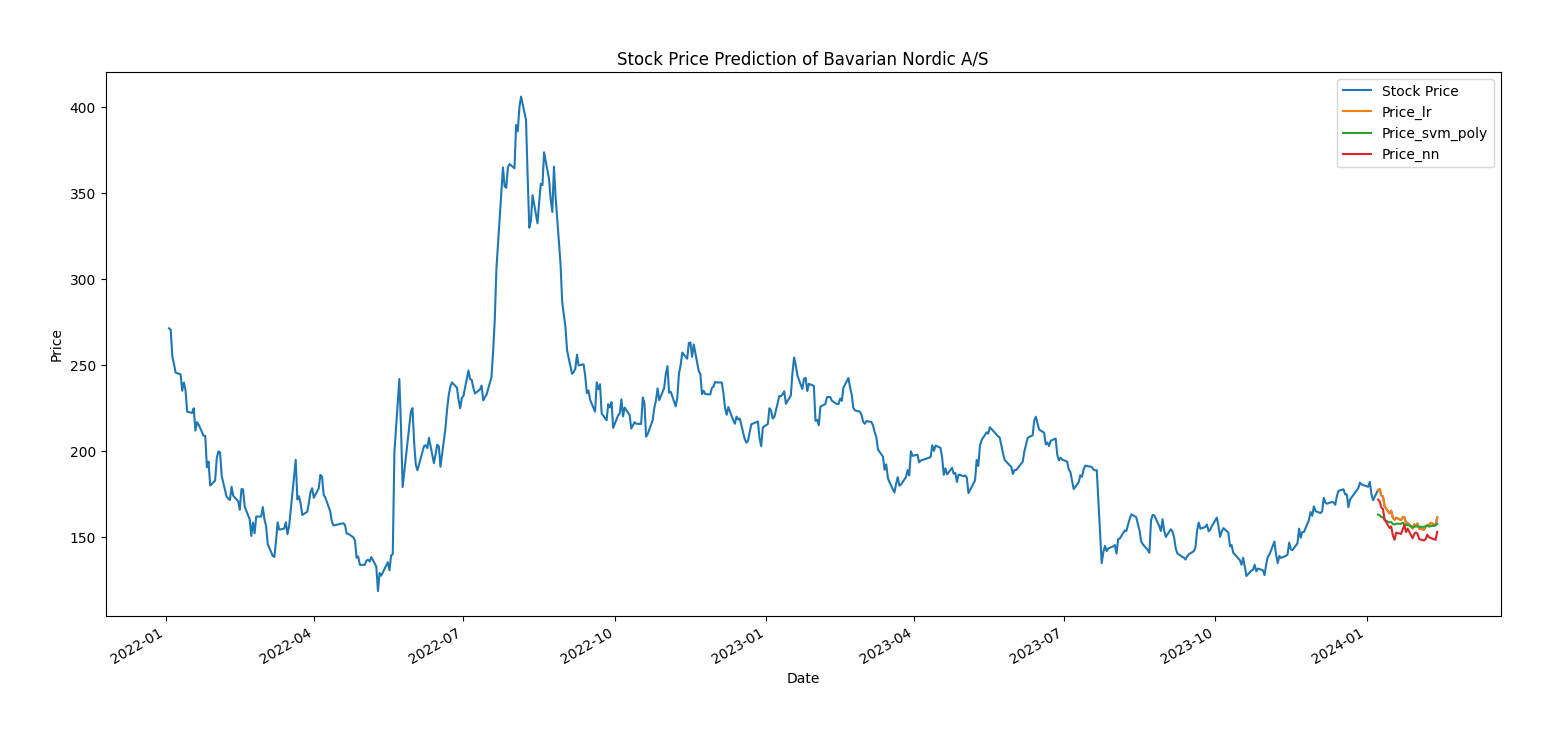 Stock Price Prediction of Bavarian Nordic A/S
Stock Price
Price_lr
Price_svm_poly
Price_nn
400
350
300
250
200
150
Price
2022-01
2022-04
2022-07
2022-10
2023-01
2023-04
2023-07
2023-10
2024-01
Date